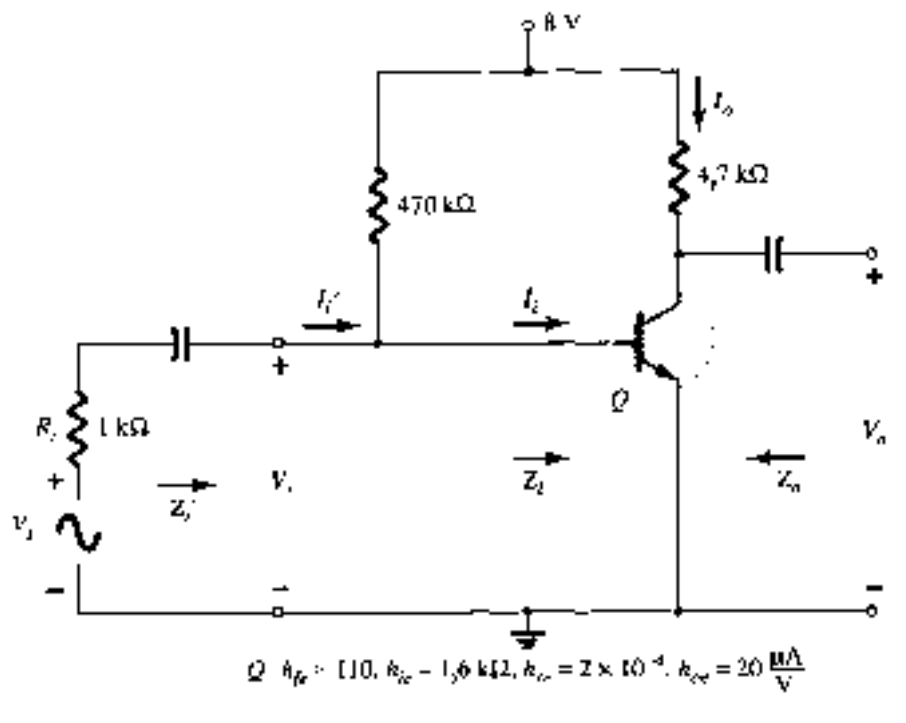 8 V
I_o
4,7 kΩ
470 kΩ
I_i'
I_i
+
+
Q
R_s
1 kΩ
V_o
+
Z_i'
V_i
Z_i
Z_o
V_s
−
−
−
Q h_fe = 110, h_ie = 1,6 kΩ, h_re = 2 × 10⁻⁴, h_oe = 20 µA/V